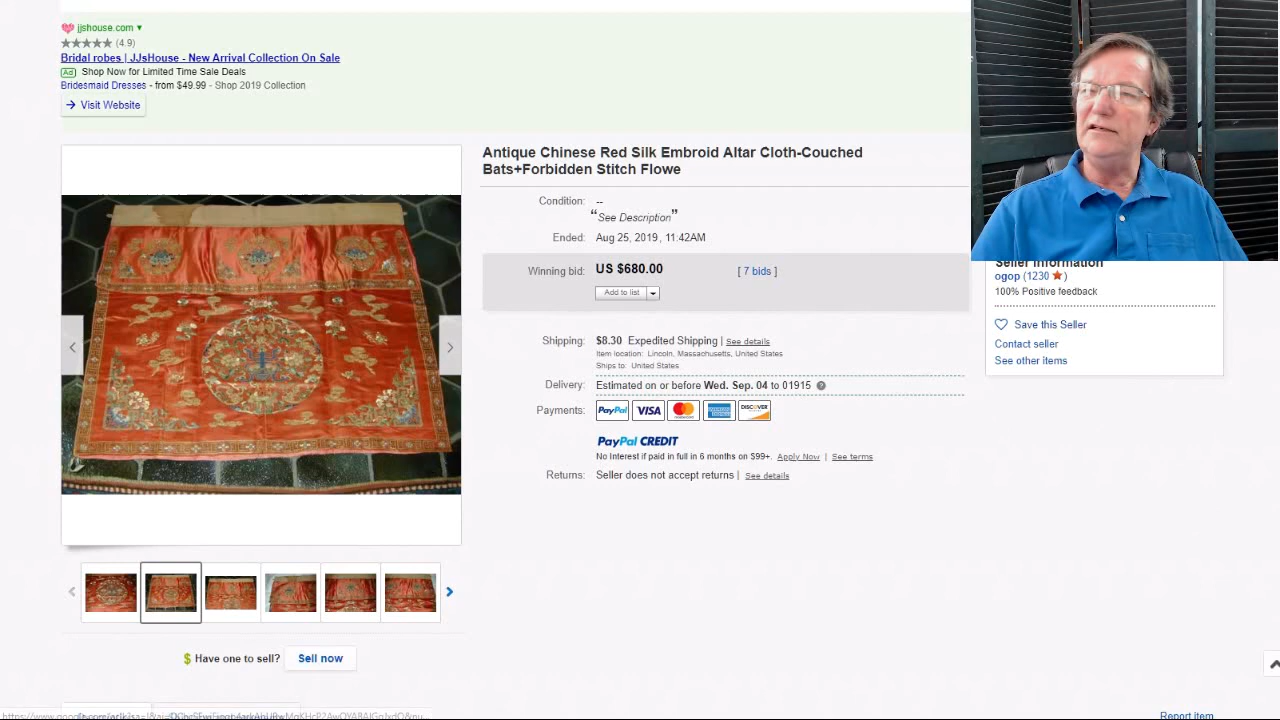 jjshouse.com ▾
★★★★★ (4.9)
Bridal robes | JJsHouse - New Arrival Collection On Sale
Ad Shop Now for Limited Time Sale Deals
Bridesmaid Dresses - from $49.99 - Shop 2019 Collection
→ Visit Website
Antique Chinese Red Silk Embroid Altar Cloth-Couched
Bats+Forbidden Stitch Flowe
Condition: --
“See Description”
Ended: Aug 25, 2019 , 11:42AM
Winning bid: US $680.00 [ 7 bids ]
Add to list
Shipping: $8.30 Expedited Shipping | See details
Item location: Lincoln, Massachusetts, United States
Ships to: United States
Delivery: Estimated on or before Wed. Sep. 04 to 01915
Payments: PayPal VISA MasterCard AMERICAN EXPRESS DISCOVER
PayPal CREDIT
No Interest if paid in full in 6 months on $99+. Apply Now | See terms
Returns: Seller does not accept returns | See details
Seller information
ogop (1230 ★)
100% Positive feedback
Save this Seller
Contact seller
See other items
Have one to sell? Sell now
Report item